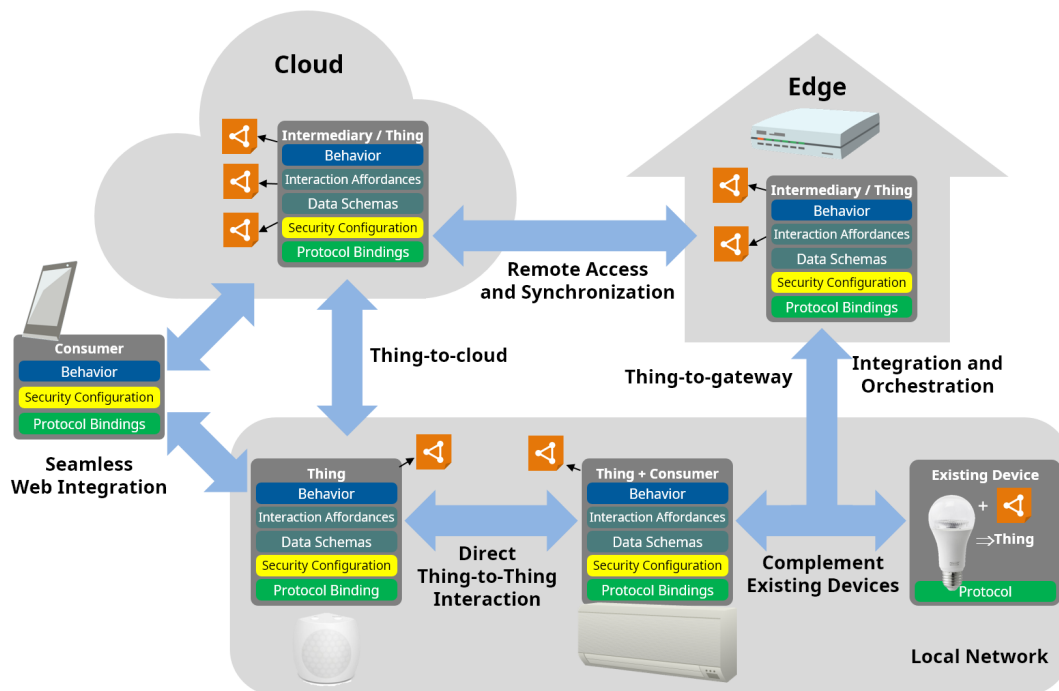 Cloud
Intermediary / Thing
Behavior
Interaction Affordances
Data Schemas
Security Configuration
Protocol Bindings
Edge
Intermediary / Thing
Behavior
Interaction Affordances
Data Schemas
Security Configuration
Protocol Bindings
Remote Access
and Synchronization
Consumer
Behavior
Security Configuration
Protocol Bindings
Thing-to-cloud
Thing-to-gateway
Integration and
Orchestration
Seamless
Web Integration
Thing
Behavior
Interaction Affordances
Data Schemas
Security Configuration
Protocol Binding
Direct
Thing-to-Thing
Interaction
Thing + Consumer
Behavior
Interaction Affordances
Data Schemas
Security Configuration
Protocol Bindings
Complement
Existing Devices
Existing Device
+
⇒Thing
Protocol
Local Network